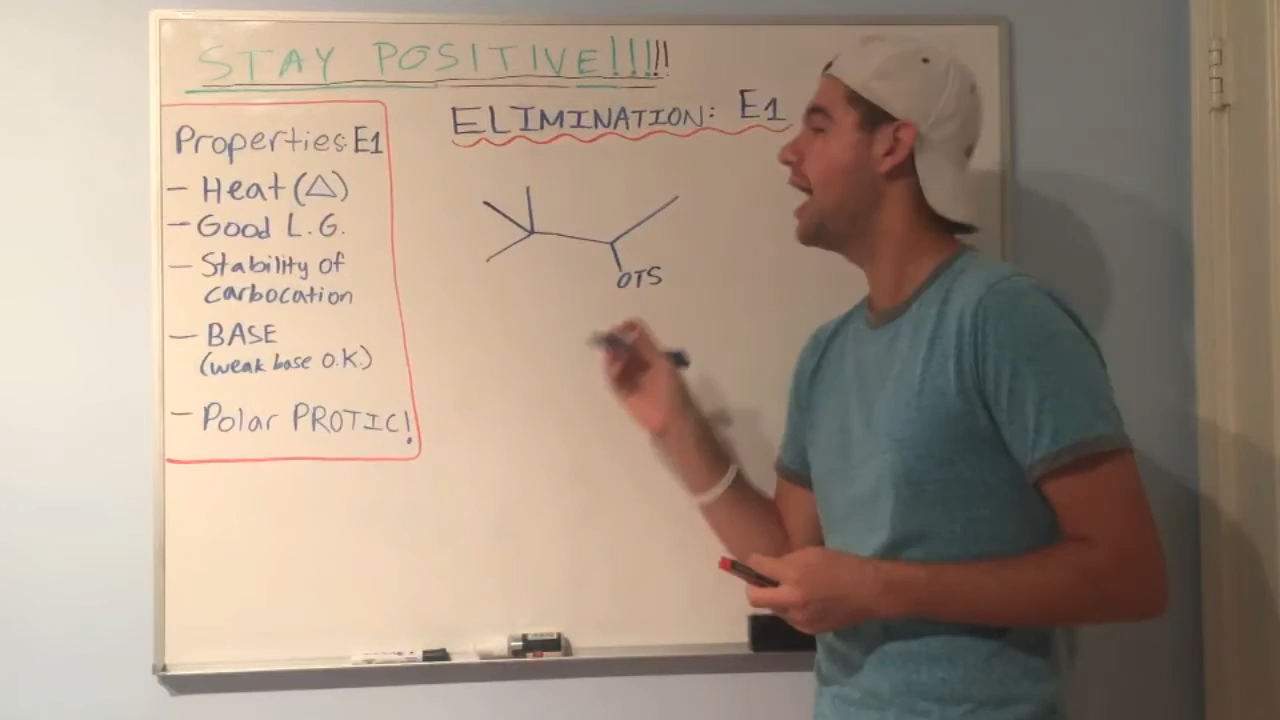 STAY POSITIVE!!!!!
ELIMINATION: E1
Properties: E1
- Heat (△)
- Good L.G.
- Stability of
carbocation
- BASE
(weak base O.K.)
- Polar PROTIC!
OTS